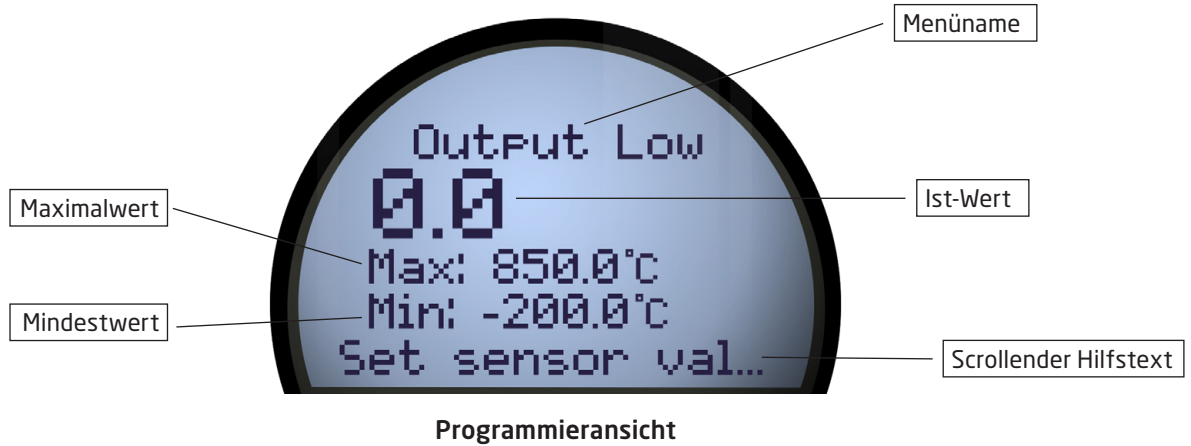 Menüname
Output Low
0.0
Ist-Wert
Maximalwert
Max: 850.0°C
Mindestwert
Min: -200.0°C
Set sensor val...
Scrollender Hilfstext
Programmieransicht